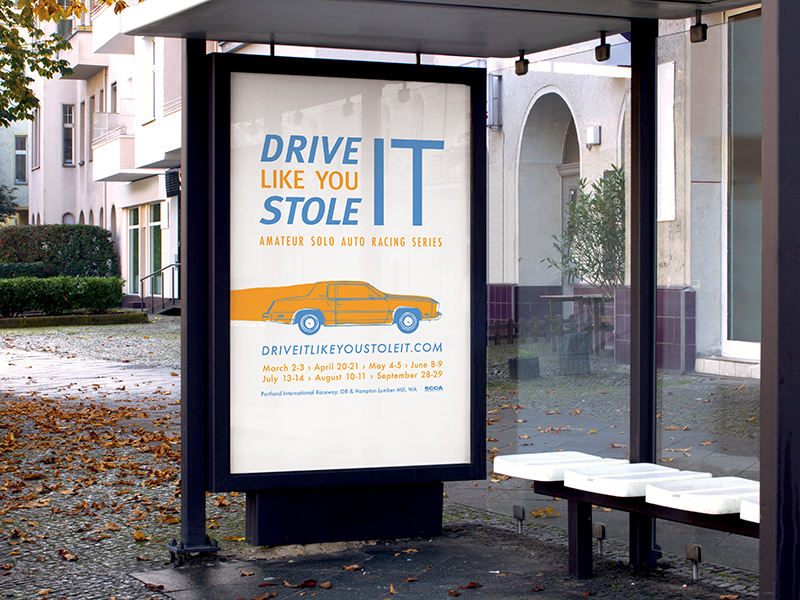 DRIVE
LIKE YOU
STOLE
IT
AMATEUR SOLO AUTO RACING SERIES
DRIVEITLIKEYOUSTOLEIT.COM
March 2-3 › April 20-21 › May 4-5 › June 8-9
July 13-14 › August 10-11 › September 28-29
Portland International Raceway, OR & Hampton Lumber Mill, WA SCCA